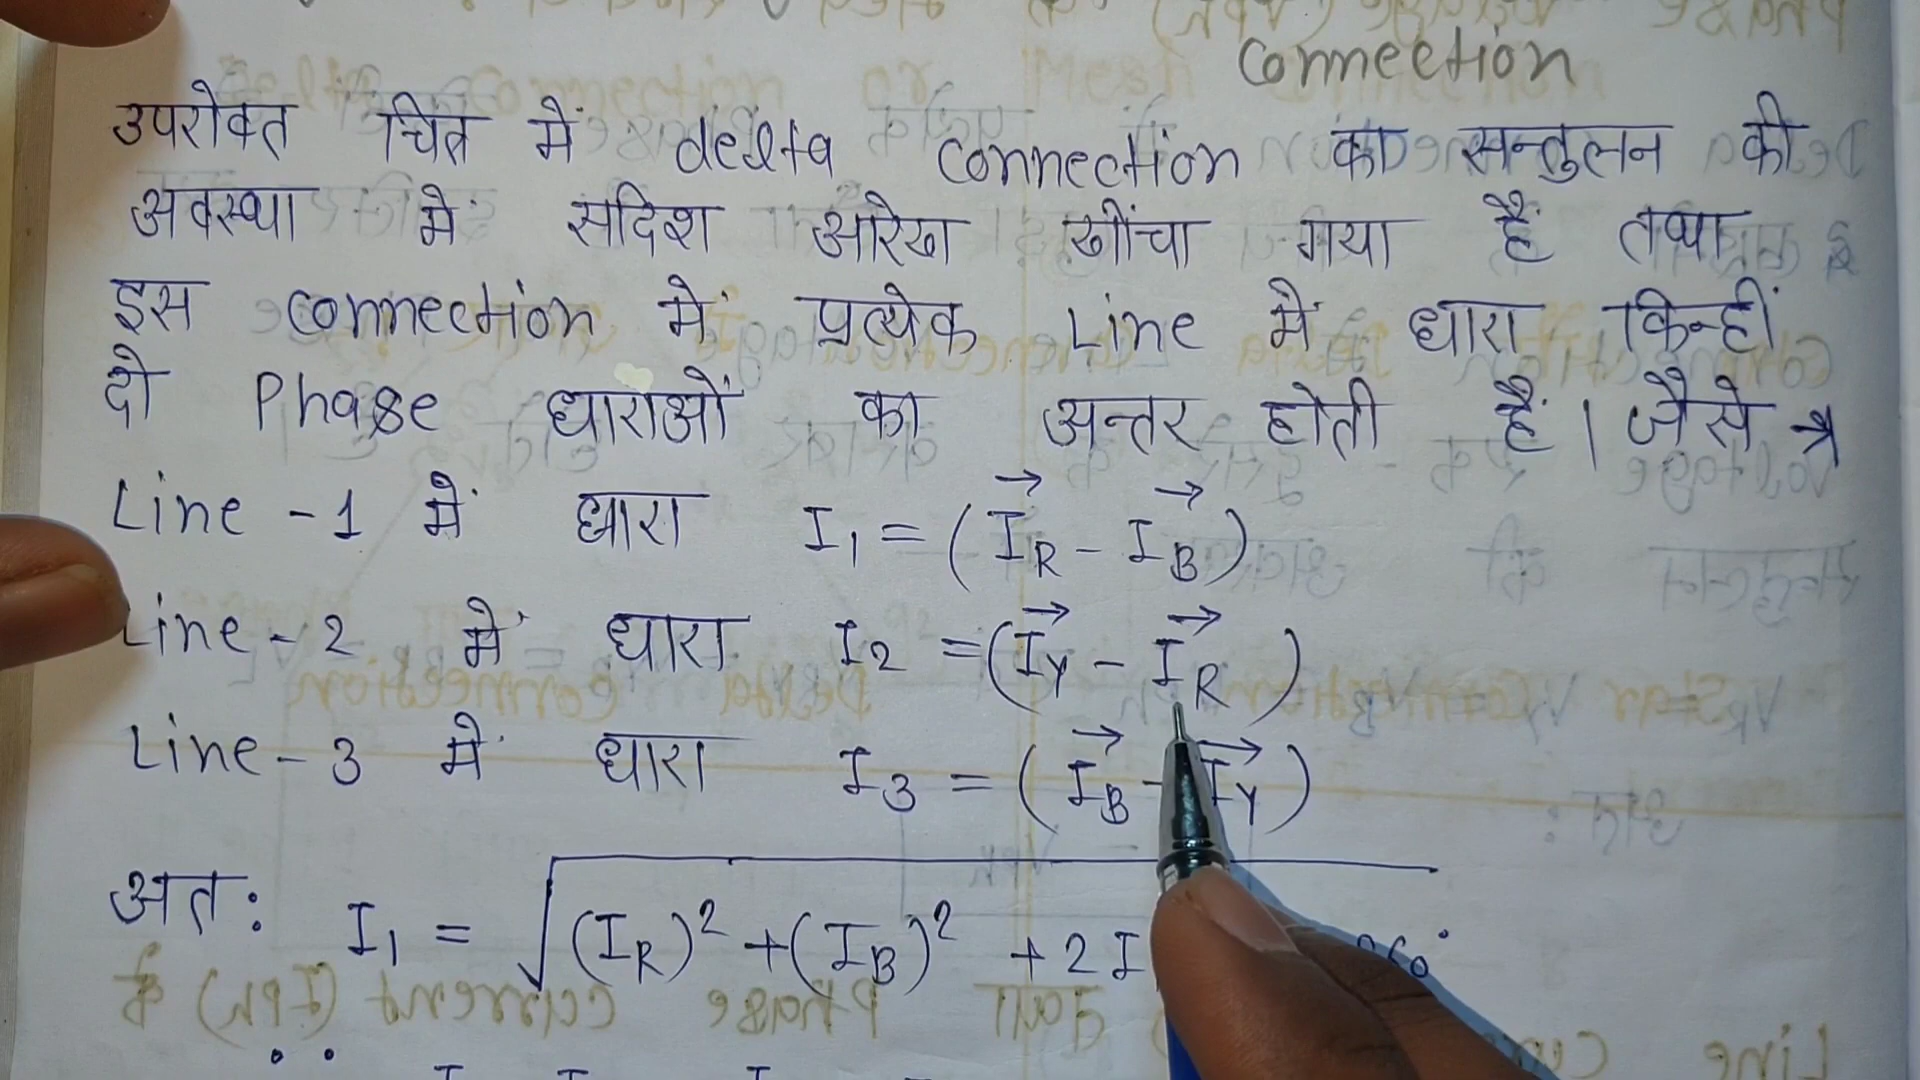 connection
उपरोक्त चित्र में delta connection का सन्तुलन की
अवस्था में सदिश आरेख खींचा गया हैं तथा
इस connection में प्रत्येक Line में धारा किन्हीं
दो Phase धाराओं का अन्तर होती हैं। जैसे →
Line - 1 में धारा I₁ = (I⃗R - I⃗B)
Line - 2 में धारा I₂ = (I⃗Y - I⃗R)
Line - 3 में धारा I₃ = (I⃗B - I⃗Y)
अत: I₁ = √(IR)² + (IB)² + 2 I